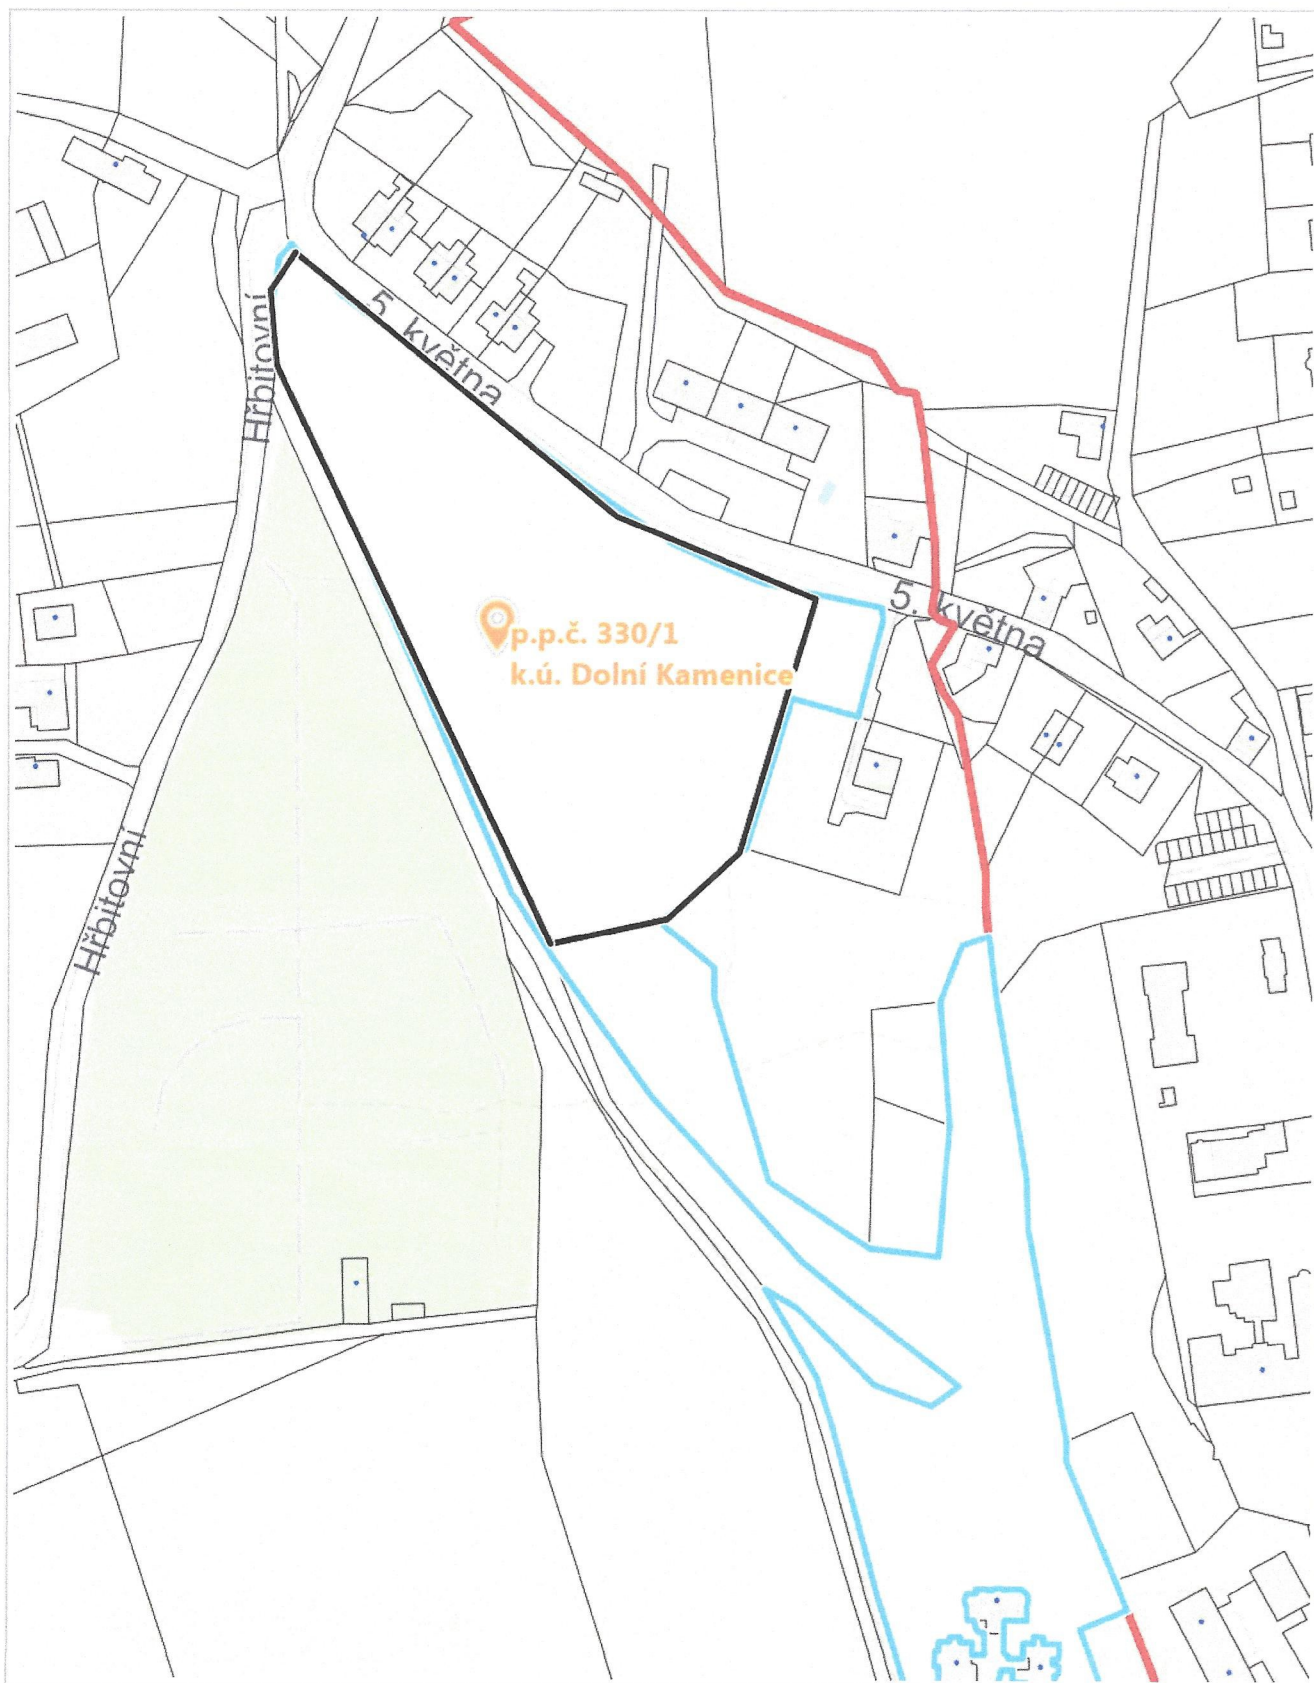 Hřbitovní
5. května
5. května
p.p.č. 330/1
k.ú. Dolní Kamenice
Hřbitovní